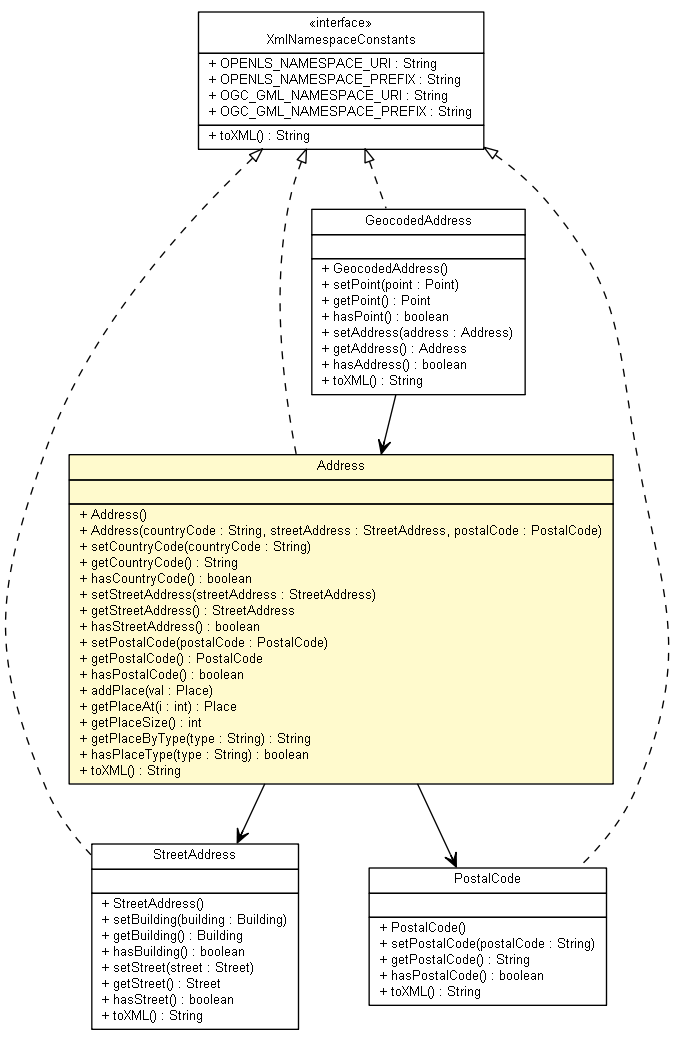 «interface»
XmlNamespaceConstants
+ OPENLS_NAMESPACE_URI : String
+ OPENLS_NAMESPACE_PREFIX : String
+ OGC_GML_NAMESPACE_URI : String
+ OGC_GML_NAMESPACE_PREFIX : String
+ toXML() : String
GeocodedAddress
+ GeocodedAddress()
+ setPoint(point : Point)
+ getPoint() : Point
+ hasPoint() : boolean
+ setAddress(address : Address)
+ getAddress() : Address
+ hasAddress() : boolean
+ toXML() : String
Address
+ Address()
+ Address(countryCode : String, streetAddress : StreetAddress, postalCode : PostalCode)
+ setCountryCode(countryCode : String)
+ getCountryCode() : String
+ hasCountryCode() : boolean
+ setStreetAddress(streetAddress : StreetAddress)
+ getStreetAddress() : StreetAddress
+ hasStreetAddress() : boolean
+ setPostalCode(postalCode : PostalCode)
+ getPostalCode() : PostalCode
+ hasPostalCode() : boolean
+ addPlace(val : Place)
+ getPlaceAt(i : int) : Place
+ getPlaceSize() : int
+ getPlaceByType(type : String) : String
+ hasPlaceType(type : String) : boolean
+ toXML() : String
StreetAddress
+ StreetAddress()
+ setBuilding(building : Building)
+ getBuilding() : Building
+ hasBuilding() : boolean
+ setStreet(street : Street)
+ getStreet() : Street
+ hasStreet() : boolean
+ toXML() : String
PostalCode
+ PostalCode()
+ setPostalCode(postalCode : String)
+ getPostalCode() : String
+ hasPostalCode() : boolean
+ toXML() : String